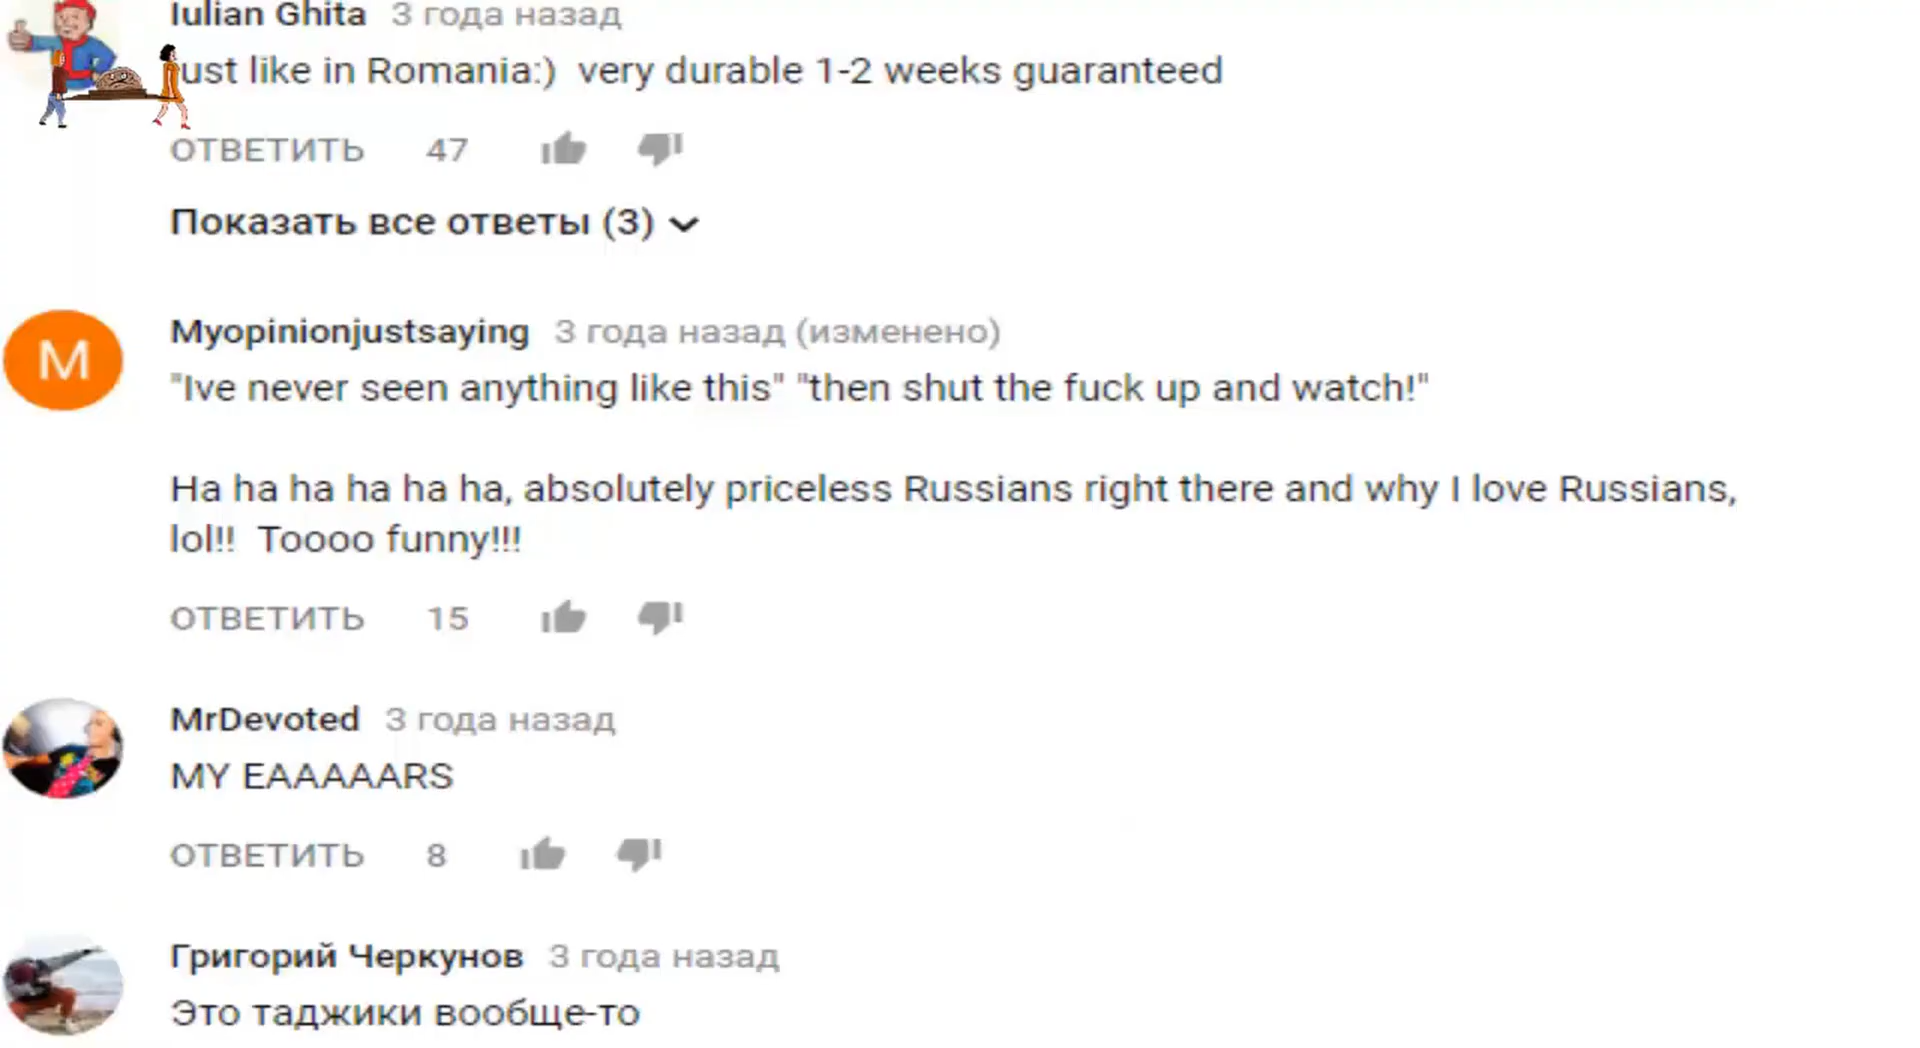 Iulian Ghita 3 года назад
ust like in Romania:) very durable 1-2 weeks guaranteed
ОТВЕТИТЬ 47
Показать все ответы (3)
M
Myopinionjustsaying 3 года назад (изменено)
"Ive never seen anything like this" "then shut the fuck up and watch!"
Ha ha ha ha ha ha, absolutely priceless Russians right there and why I love Russians,
lol!! Toooo funny!!!
ОТВЕТИТЬ 15
MrDevoted 3 года назад
MY EAAAAARS
ОТВЕТИТЬ 8
Григорий Черкунов 3 года назад
Это таджики вообще-то